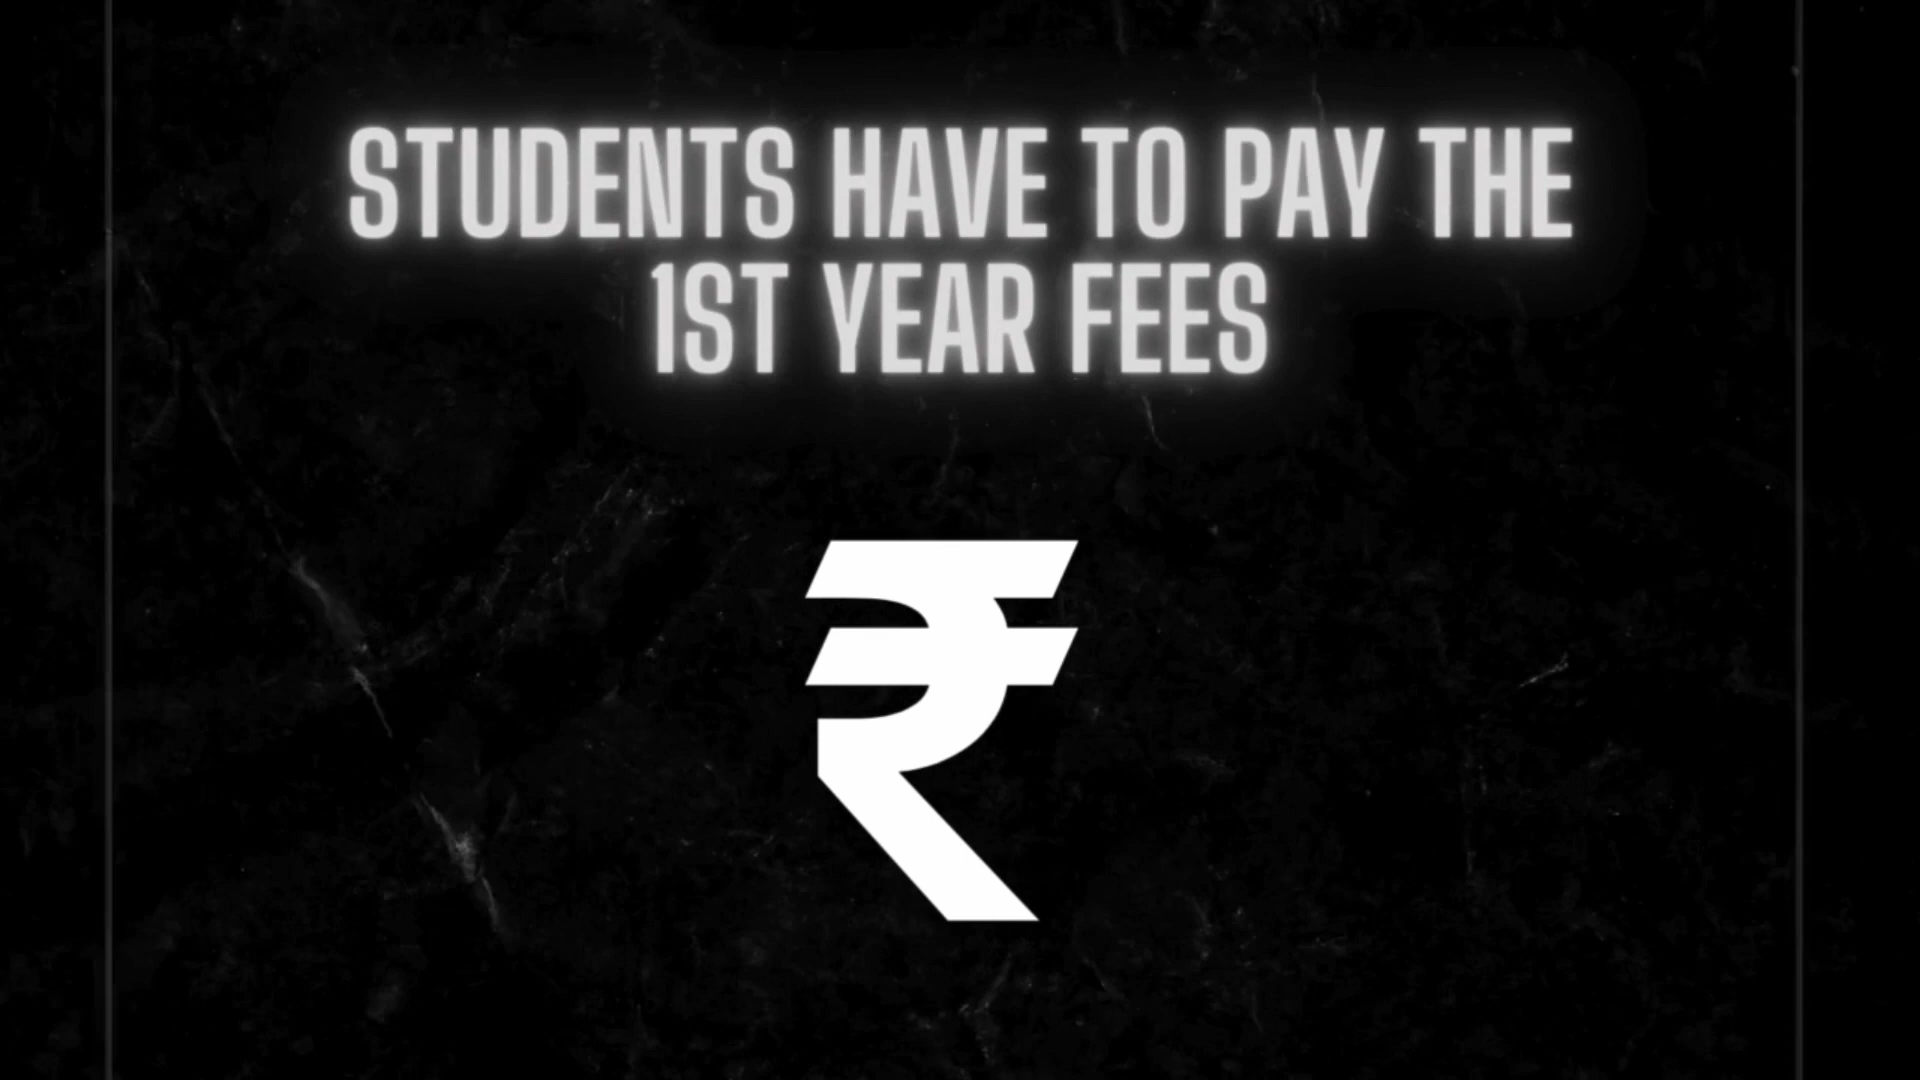 STUDENTS HAVE TO PAY THE
1ST YEAR FEES
₹